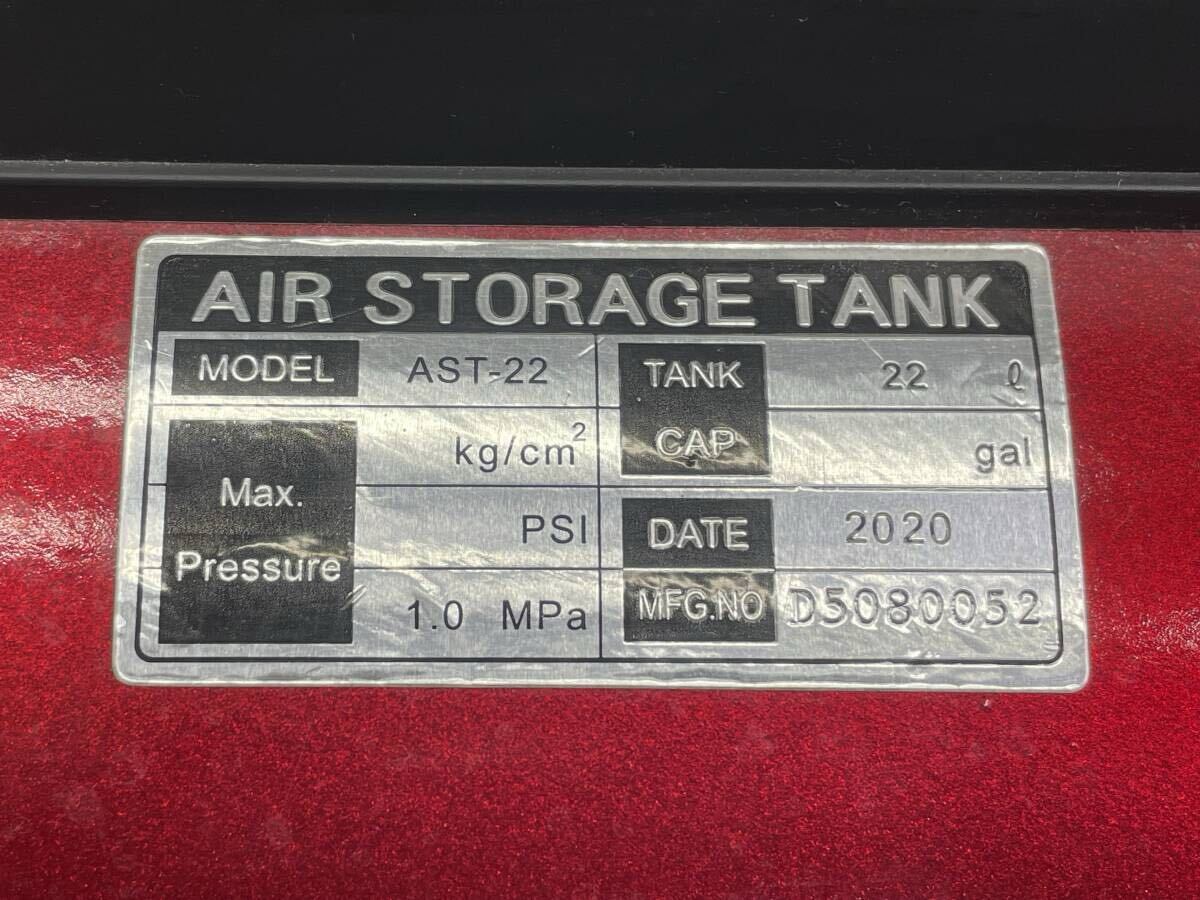 AIR STORAGE TANK
MODEL AST-22 TANK CAP 22 ℓ
kg/cm² gal
Max. Pressure PSI DATE 2020
1.0 MPa MFG.NO D5080052